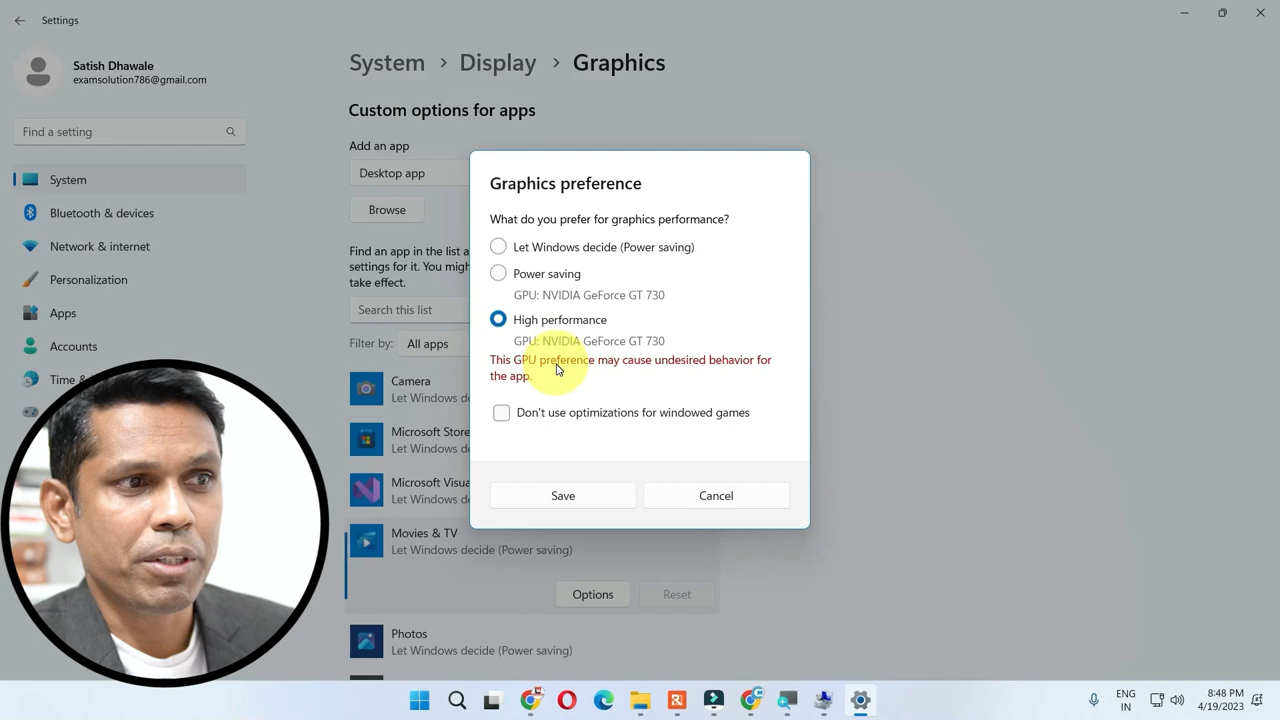 Settings
Satish Dhawale
examsolution786@gmail.com
Find a setting
System
Bluetooth & devices
Network & internet
Personalization
Apps
Accounts
Time &
System > Display > Graphics
Custom options for apps
Add an app
Desktop app
Browse
Find an app in the list a
settings for it. You migh
take effect.
Search this list
Filter by: All apps
Camera
Let Windows d
Microsoft Store
Let Windows d
Microsoft Visua
Let Windows d
Movies & TV
Let Windows decide (Power saving)
Options Reset
Photos
Let Windows decide (Power saving)
Graphics preference
What do you prefer for graphics performance?
Let Windows decide (Power saving)
Power saving
GPU: NVIDIA GeForce GT 730
High performance
GPU: NVIDIA GeForce GT 730
This GPU preference may cause undesired behavior for
the app.
Don't use optimizations for windowed games
Save Cancel
ENG
IN
8:48 PM
4/19/2023